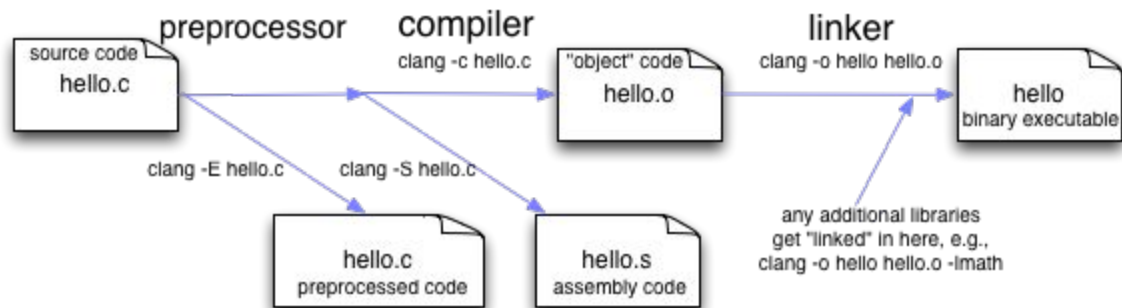 preprocessor
compiler
linker
source code
hello.c
clang -c hello.c
"object" code
hello.o
clang -o hello hello.o
hello
binary executable
clang -E hello.c
clang -S hello.c
hello.c
preprocessed code
hello.s
assembly code
any additional libraries
get "linked" in here, e.g.,
clang -o hello hello.o -lmath